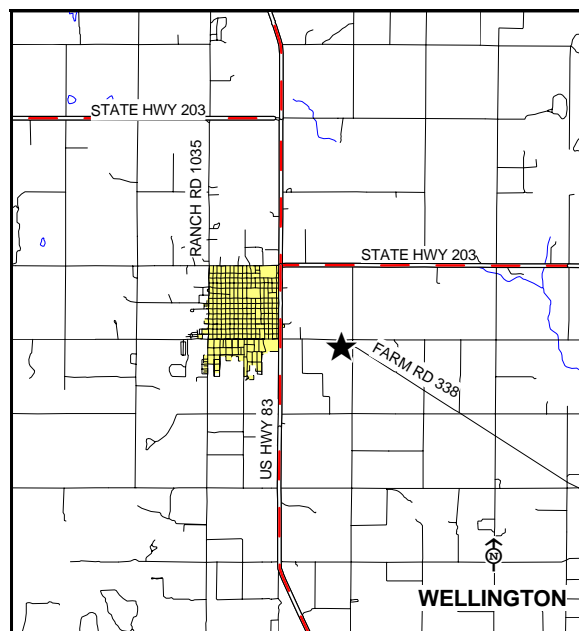 STATE HWY 203
RANCH RD 1035
STATE HWY 203
FARM RD 338
US HWY 83
N
WELLINGTON